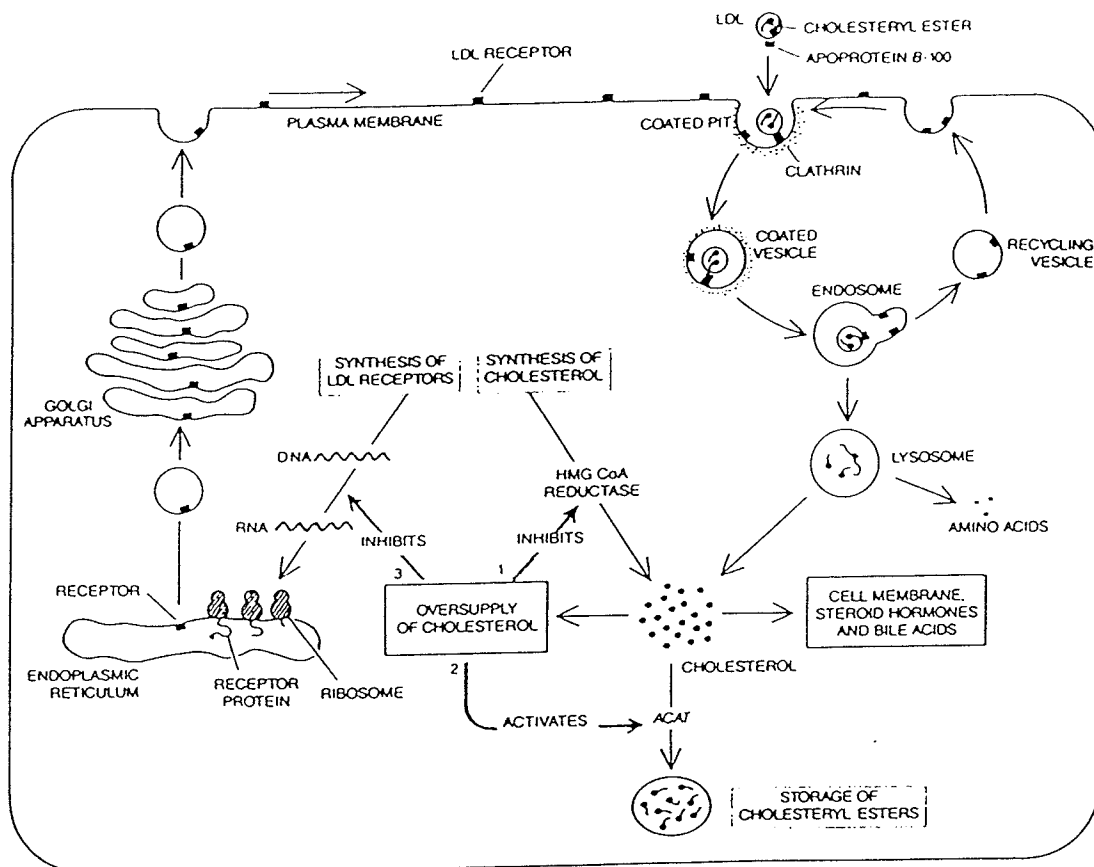 LDL
CHOLESTERYL ESTER
APOPROTEIN B-100
LDL RECEPTOR
PLASMA MEMBRANE
COATED PIT
CLATHRIN
COATED
VESICLE
RECYCLING
VESICLE
ENDOSOME
GOLGI
APPARATUS
SYNTHESIS OF
LDL RECEPTORS
SYNTHESIS OF
CHOLESTEROL
DNA
RNA
INHIBITS
HMG CoA
REDUCTASE
INHIBITS
LYSOSOME
AMINO ACIDS
3
1
OVERSUPPLY
OF CHOLESTEROL
2
CELL MEMBRANE,
STEROID HORMONES
AND BILE ACIDS
RECEPTOR
ENDOPLASMIC
RETICULUM
RECEPTOR
PROTEIN
RIBOSOME
CHOLESTEROL
ACTIVATES
ACAT
STORAGE OF
CHOLESTERYL ESTERS